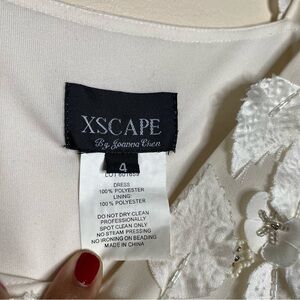 XSCAPE
By Joanna Chen
4
DRESS
100% POLYESTER
LINING:
100% POLYESTER
DO NOT DRY CLEAN
PROFESSIONALLY
SPOT CLEAN ONLY
NO STEAM PRESSING
NO IRONING ON BEADING
MADE IN CHINA